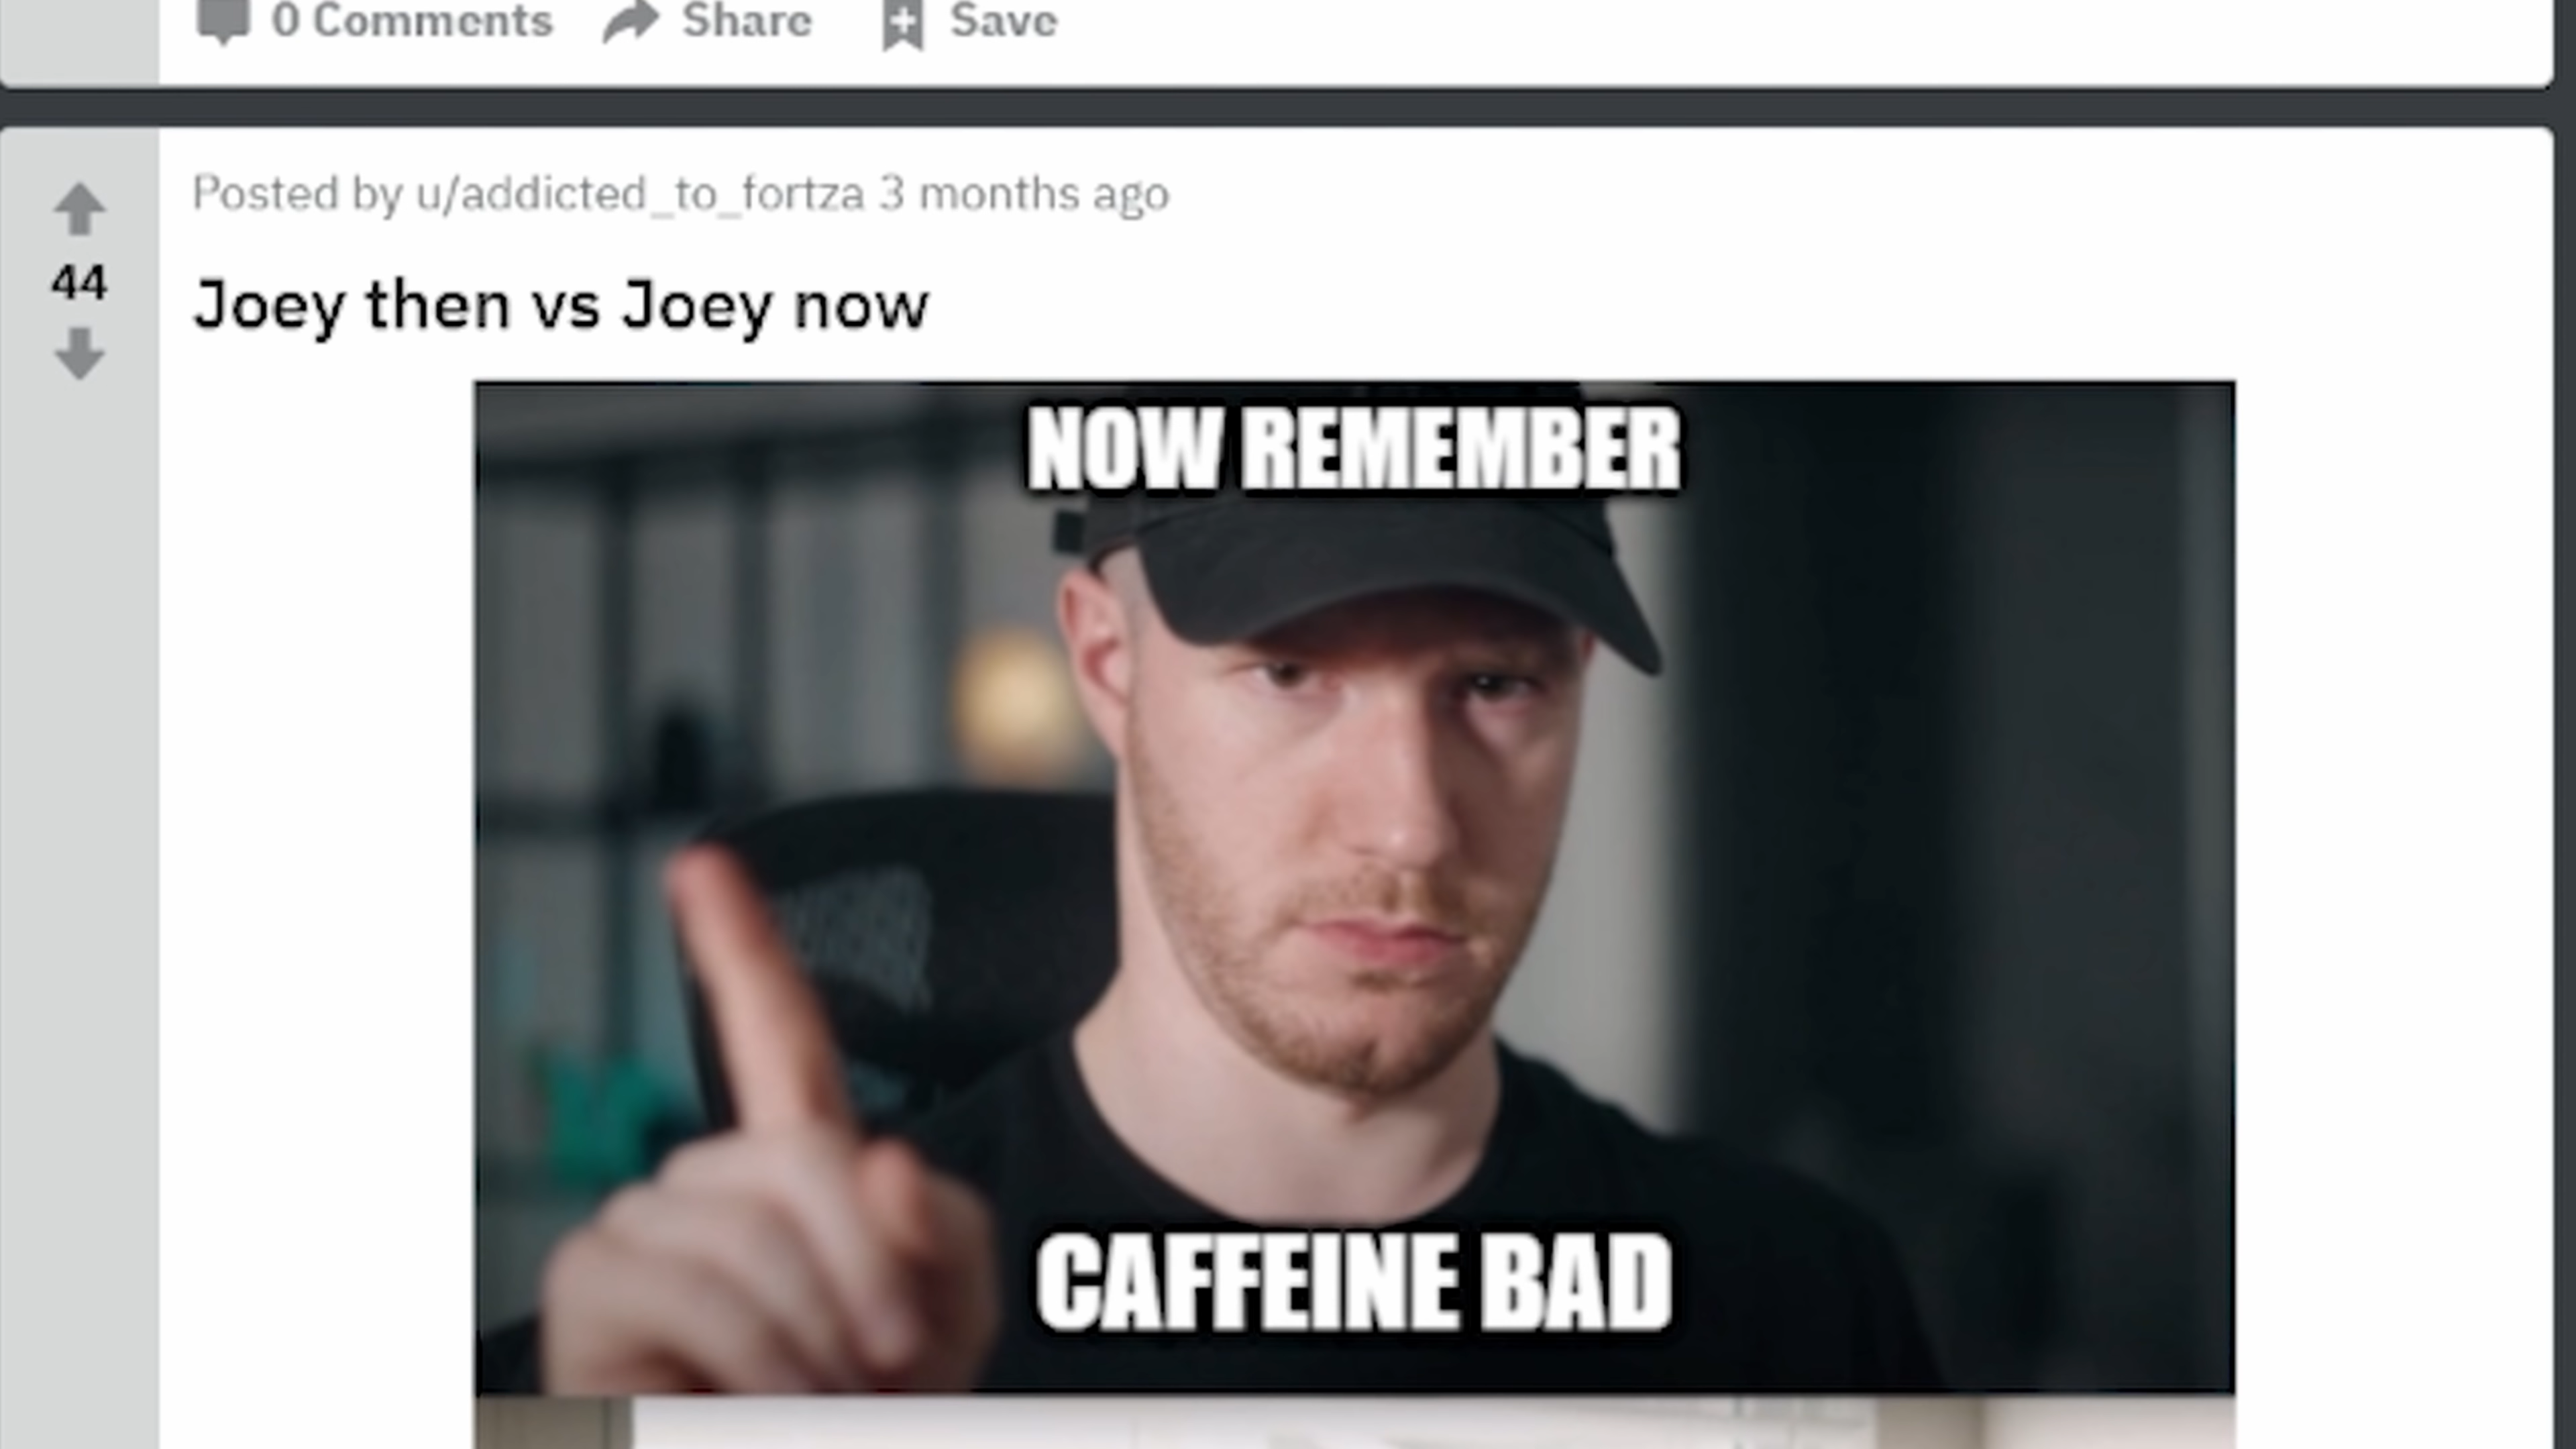 0 Comments Share Save
Posted by u/addicted_to_fortza 3 months ago
44
Joey then vs Joey now
NOW REMEMBER
CAFFEINE BAD